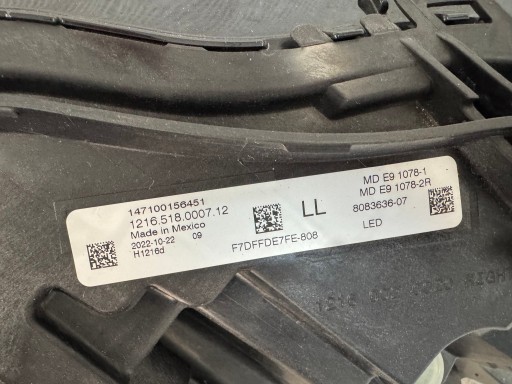 147100156451
1216.518.0007.12
Made in Mexico
2022-10-22 09
H1216d
F7DFFDE7FE-808
LL
MD E9 1078-1
MD E9 1078-2R
8083636-07
LED
RIGHT